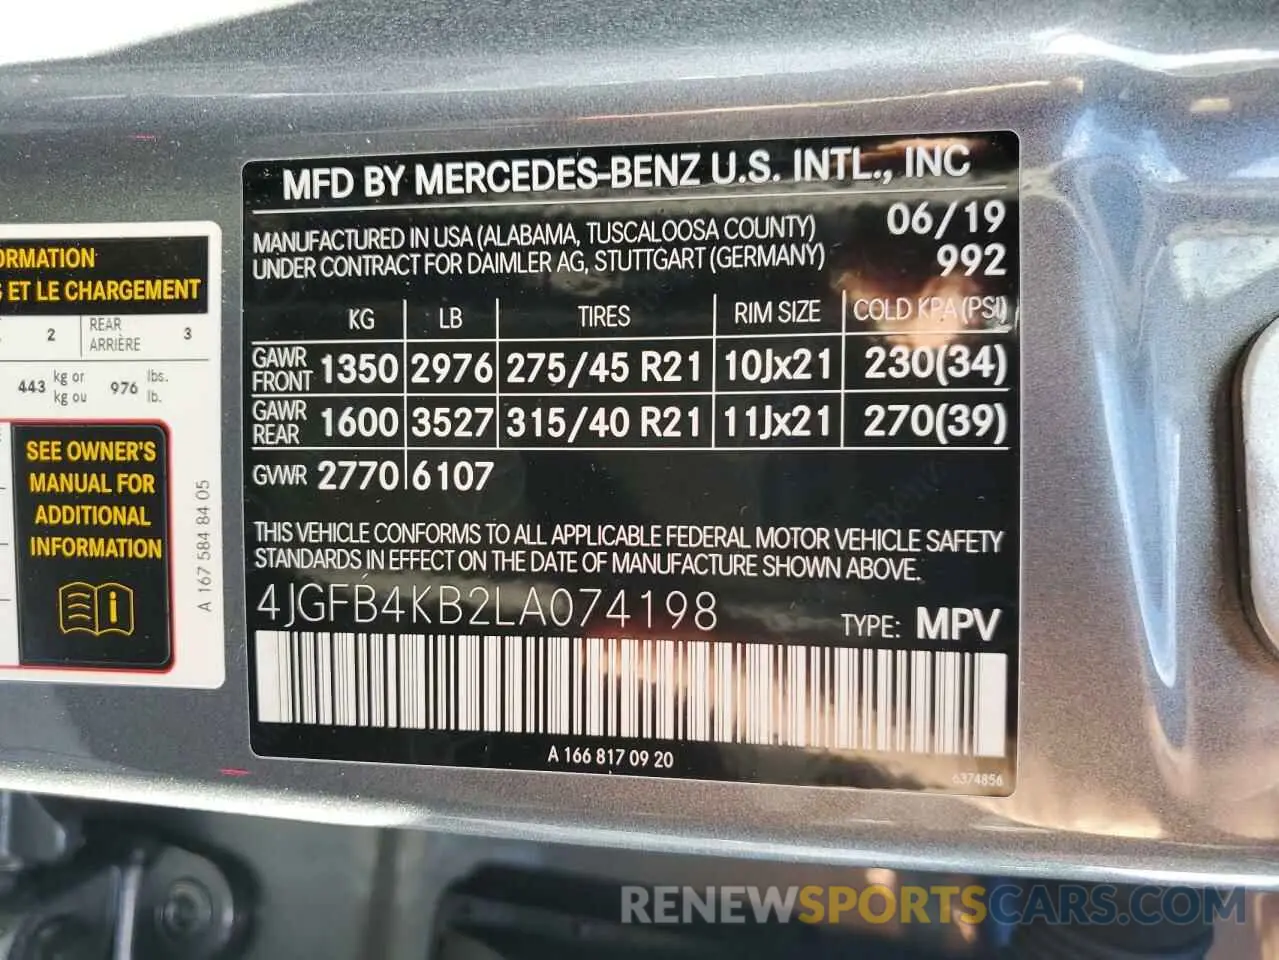 ORMATION
S ET LE CHARGEMENT
2 REAR ARRIÈRE 3
443 kg or kg ou 976 lbs. lb.
SEE OWNER'S
MANUAL FOR
ADDITIONAL
INFORMATION
A 167 584 84 05
MFD BY MERCEDES-BENZ U.S. INTL., INC
MANUFACTURED IN USA (ALABAMA, TUSCALOOSA COUNTY) 06/19
UNDER CONTRACT FOR DAIMLER AG, STUTTGART (GERMANY) 992
KG LB TIRES RIM SIZE COLD KPA (PSI)
GAWR FRONT 1350 2976 275/45 R21 10Jx21 230(34)
GAWR REAR 1600 3527 315/40 R21 11Jx21 270(39)
GVWR 2770 6107
THIS VEHICLE CONFORMS TO ALL APPLICABLE FEDERAL MOTOR VEHICLE SAFETY
STANDARDS IN EFFECT ON THE DATE OF MANUFACTURE SHOWN ABOVE.
4JGFB4KB2LA074198 TYPE: MPV
A 166 817 09 20
6374856
RENEWSPORTSCARS.COM